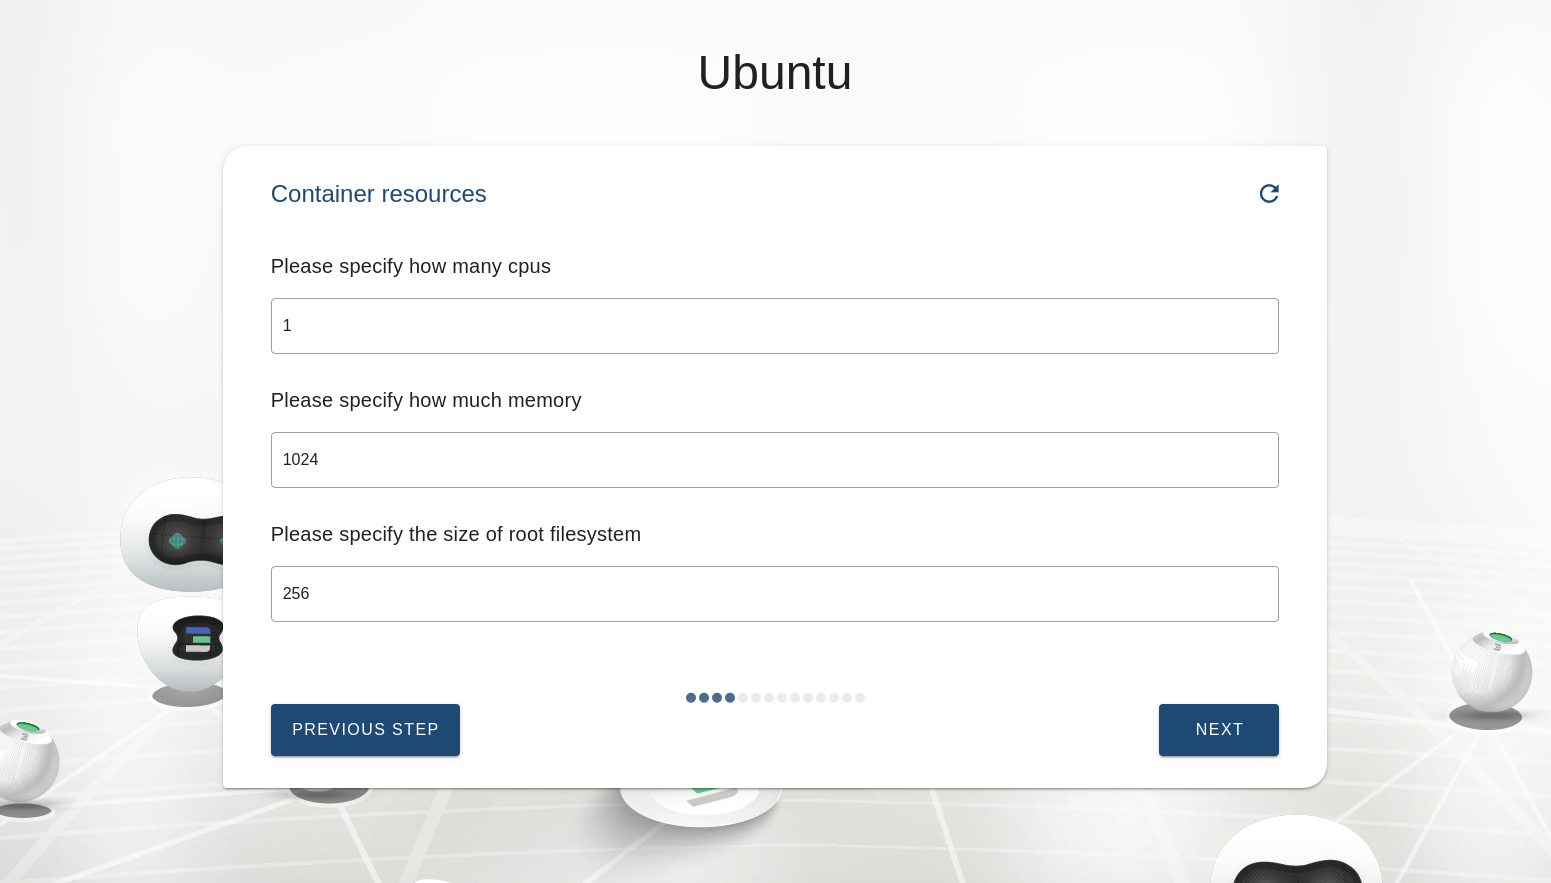 Ubuntu
Container resources
Please specify how many cpus
1
Please specify how much memory
1024
Please specify the size of root filesystem
256
PREVIOUS STEP
NEXT